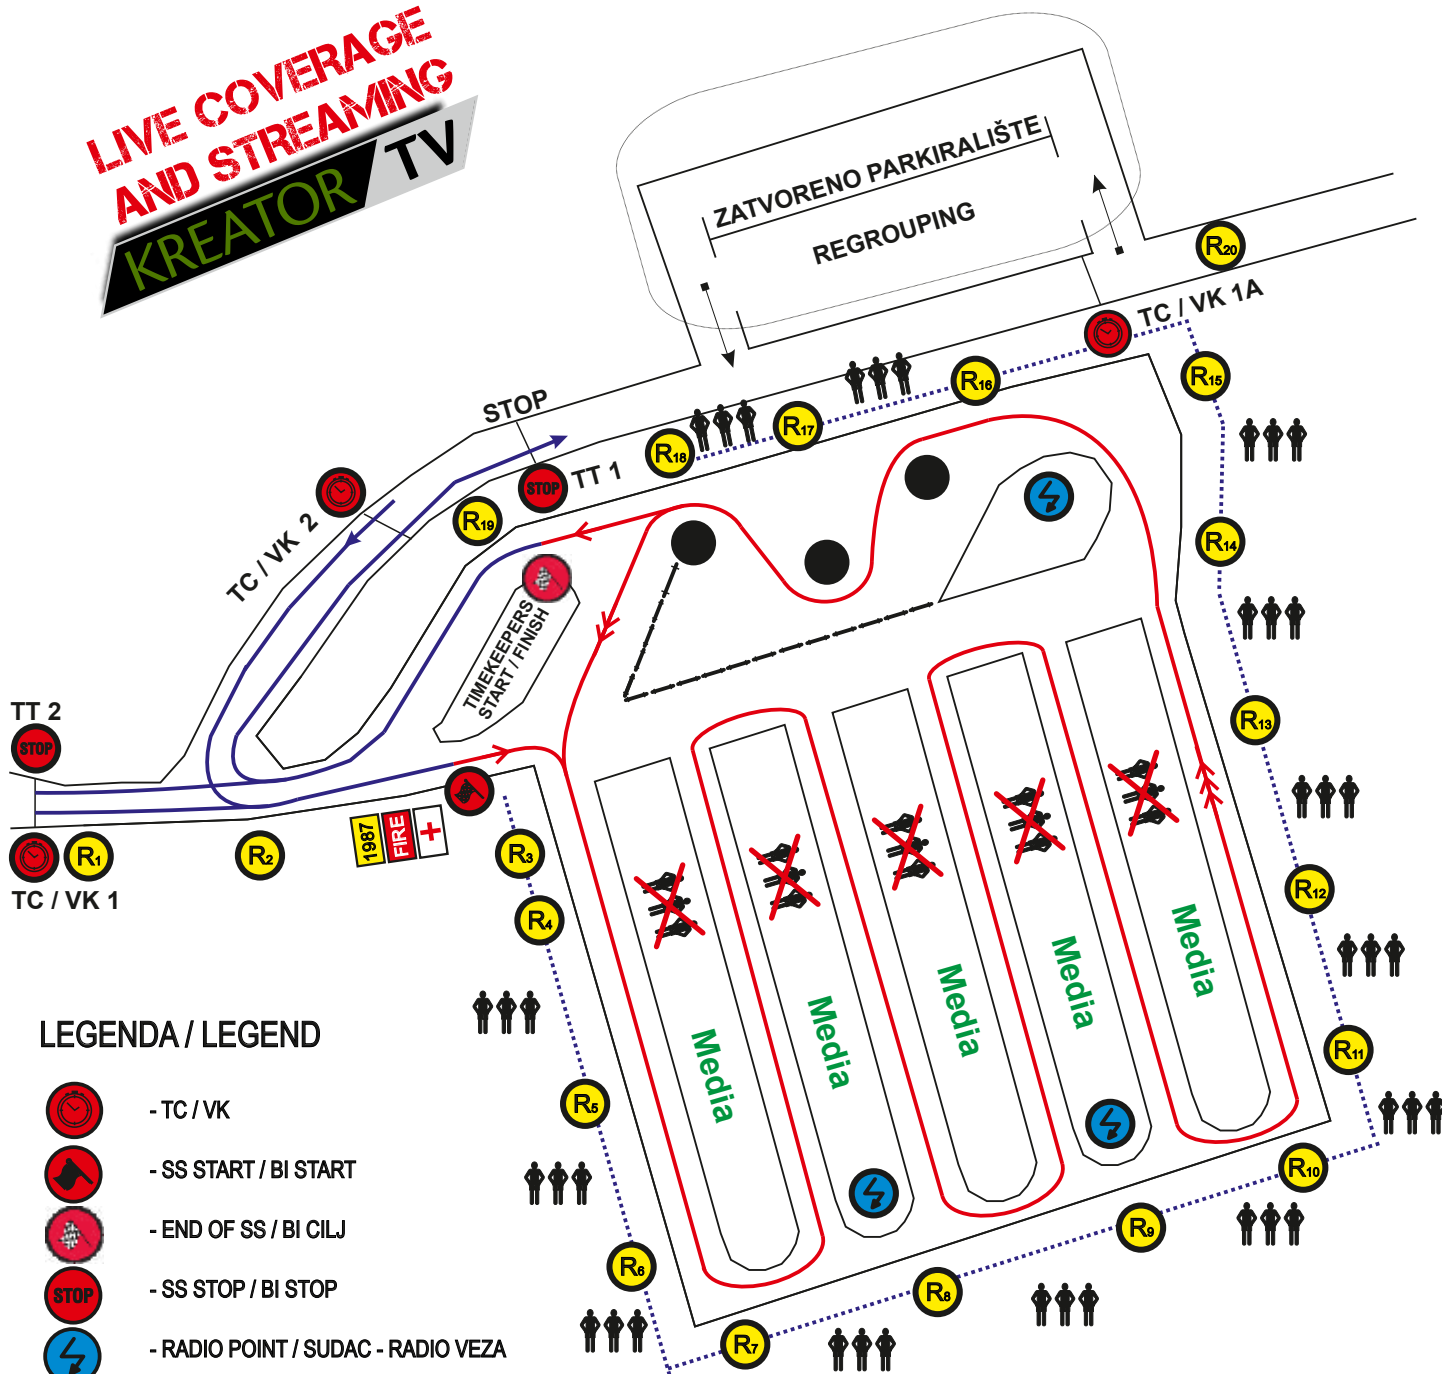 LIVE COVERAGE
AND STREAMING
KREATOR TV
ZATVORENO PARKIRALIŠTE
REGROUPING
R20
TC / VK 1A
R15
R16
R17
R18
STOP
STOP
TT 1
R19
TC / VK 2
R14
TIMEKEEPERS
START / FINISH
TT 2
STOP
R13
R1
TC / VK 1
R2
1987
FIRE
R3
R4
R12
Media
Media
Media
Media
Media
R11
R5
R10
R9
R6
R8
R7
LEGENDA / LEGEND
- TC / VK
- SS START / BI START
- END OF SS / BI CILJ
STOP
- SS STOP / BI STOP
- RADIO POINT / SUDAC - RADIO VEZA